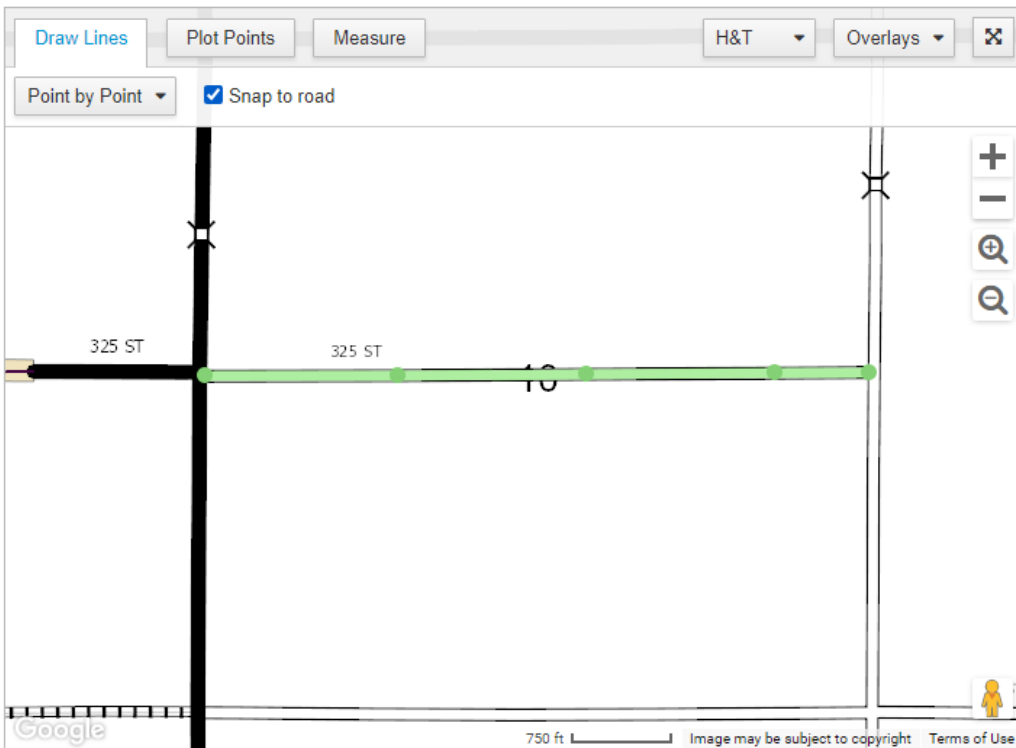 Draw Lines Plot Points Measure H&T Overlays
Point by Point Snap to road
325 ST 325 ST
Google 750 ft Image may be subject to copyright Terms of Use